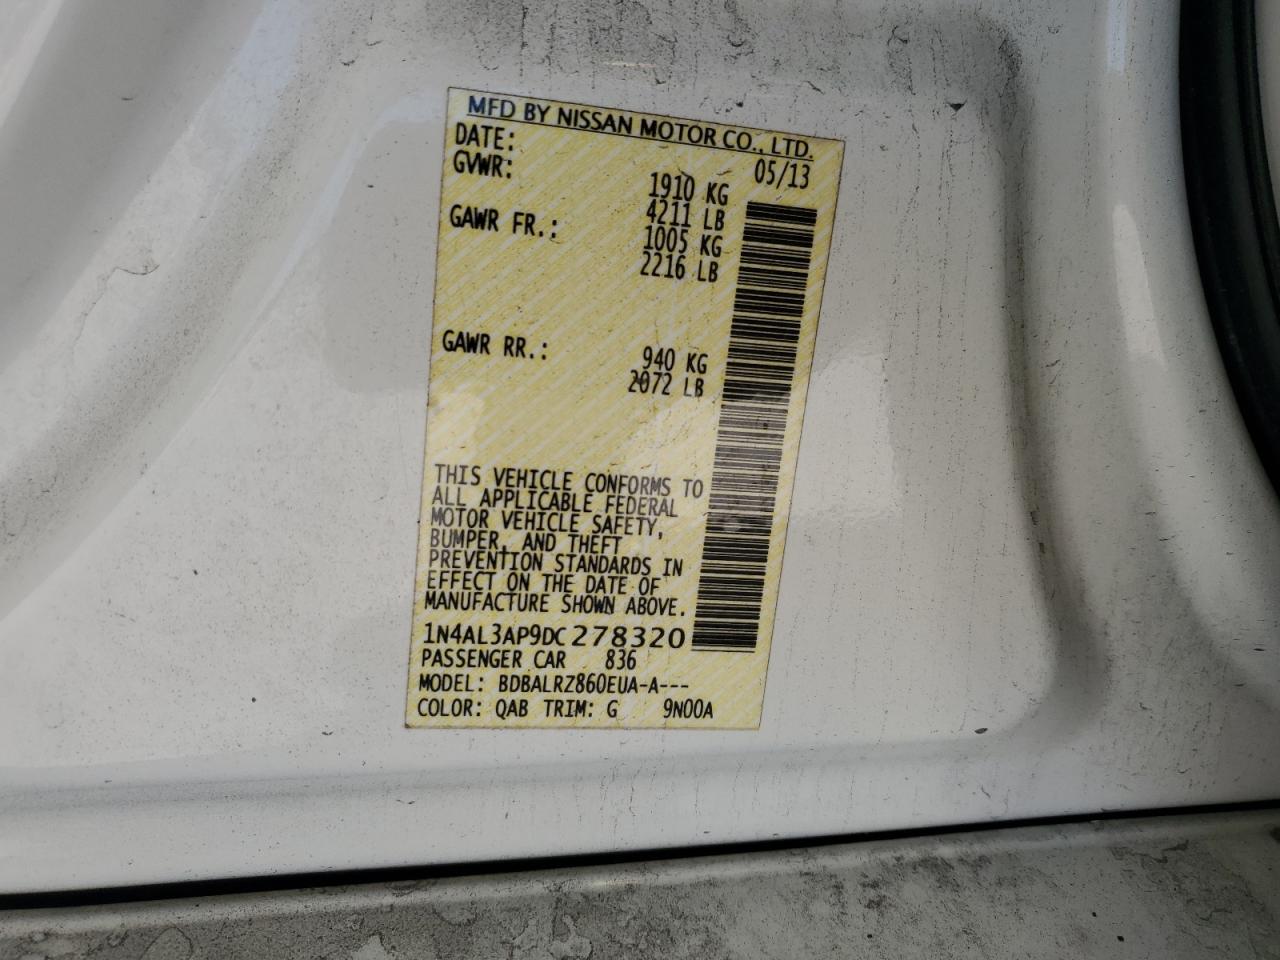 MFD BY NISSAN MOTOR CO., LTD.
DATE: 05/13
GVWR: 1910 KG
4211 LB
GAWR FR.: 1005 KG
2216 LB
GAWR RR.: 940 KG
2072 LB
THIS VEHICLE CONFORMS TO
ALL APPLICABLE FEDERAL
MOTOR VEHICLE SAFETY,
BUMPER, AND THEFT
PREVENTION STANDARDS IN
EFFECT ON THE DATE OF
MANUFACTURE SHOWN ABOVE.
1N4AL3AP9DC278320
PASSENGER CAR 836
MODEL: BDBALRZ860EUA-A---
COLOR: QAB TRIM: G 9N00A